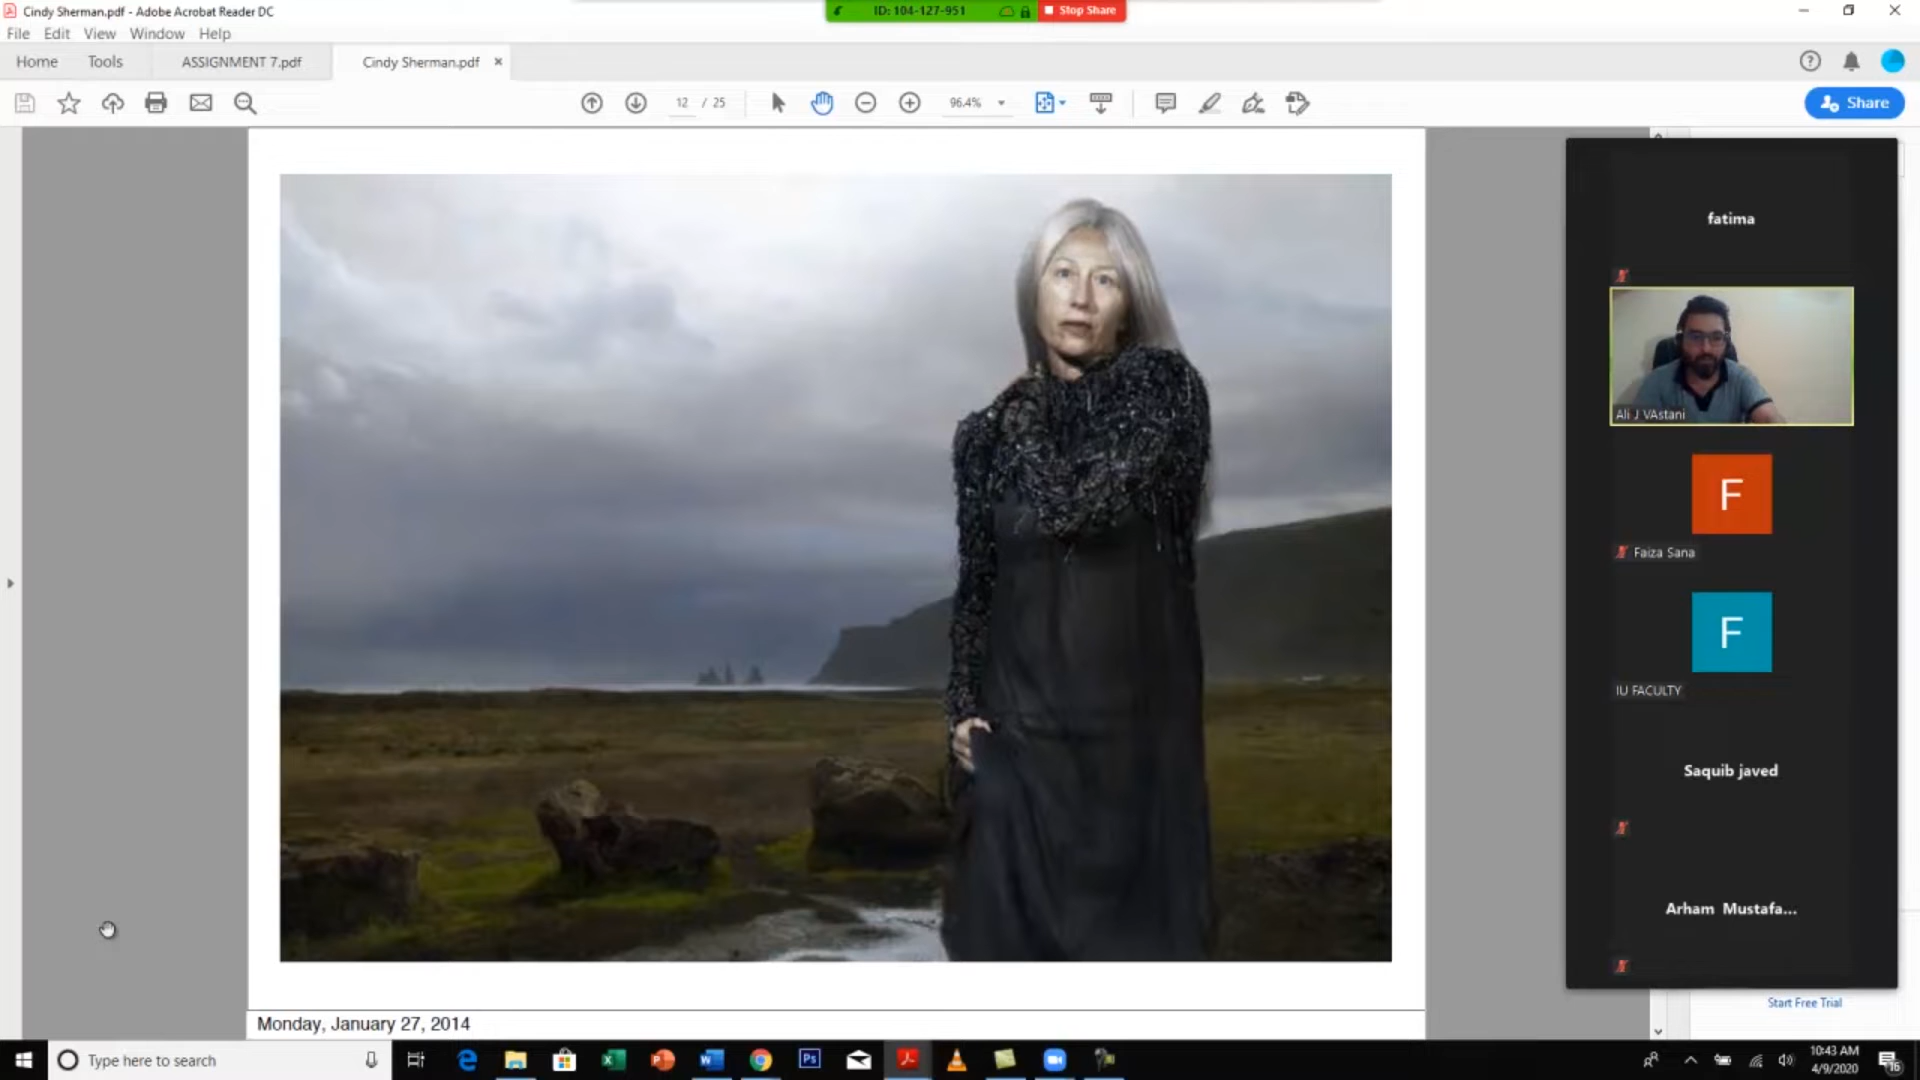 Cindy Sherman.pdf - Adobe Acrobat Reader DC
ID: 104-127-951
Stop Share
File Edit View Window Help
Home Tools ASSIGNMENT 7.pdf Cindy Sherman.pdf
12 / 25
96.4%
Share
fatima
Ali J VAstani
F
Faiza Sana
F
IU FACULTY
Saquib javed
Arham Mustafa...
Start Free Trial
Monday, January 27, 2014
Type here to search
Ps
10:43 AM
4/9/2020
16